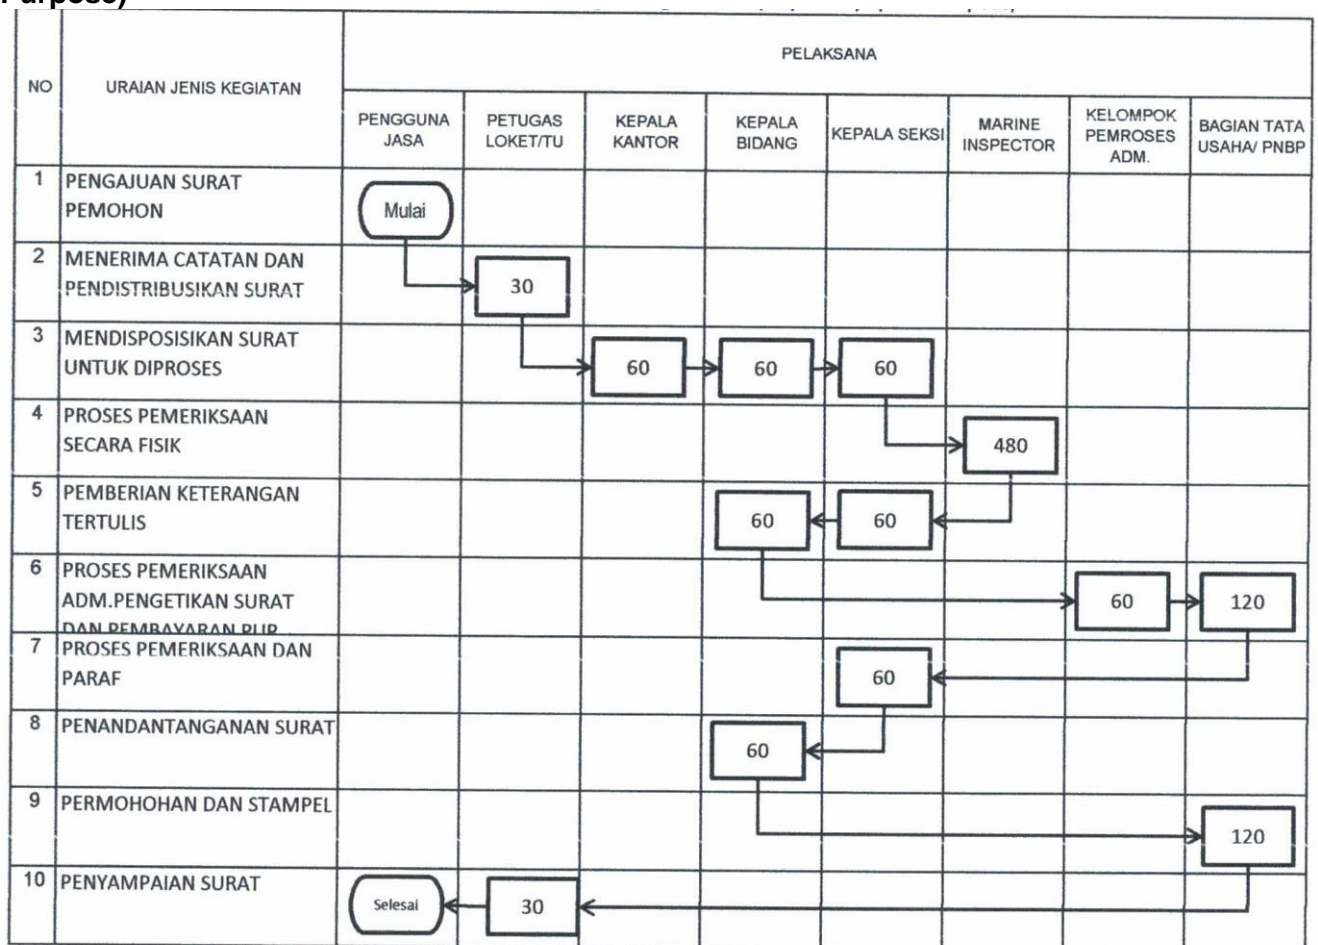 Purpose)
PELAKSANA
NO
URAIAN JENIS KEGIATAN
PENGGUNA
JASA
PETUGAS
LOKET/TU
KEPALA
KANTOR
KEPALA
BIDANG
KEPALA SEKSI
MARINE
INSPECTOR
KELOMPOK
PEMROSES
ADM.
BAGIAN TATA
USAHA/ PNBP
1
PENGAJUAN SURAT
PEMOHON
Mulai
2
MENERIMA CATATAN DAN
PENDISTRIBUSIKAN SURAT
30
3
MENDISPOSISIKAN SURAT
UNTUK DIPROSES
60
60
60
4
PROSES PEMERIKSAAN
SECARA FISIK
480
5
PEMBERIAN KETERANGAN
TERTULIS
60
60
6
PROSES PEMERIKSAAN
ADM.PENGETIKAN SURAT
DAN PEMBAYARAN
60
120
7
PROSES PEMERIKSAAN DAN
PARAF
60
8
PENANDANTANGANAN SURAT
60
9
PERMOHOHAN DAN STAMPEL
120
10
PENYAMPAIAN SURAT
Selesai
30